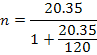 n = 20.35 / (1 + 20.35/120)